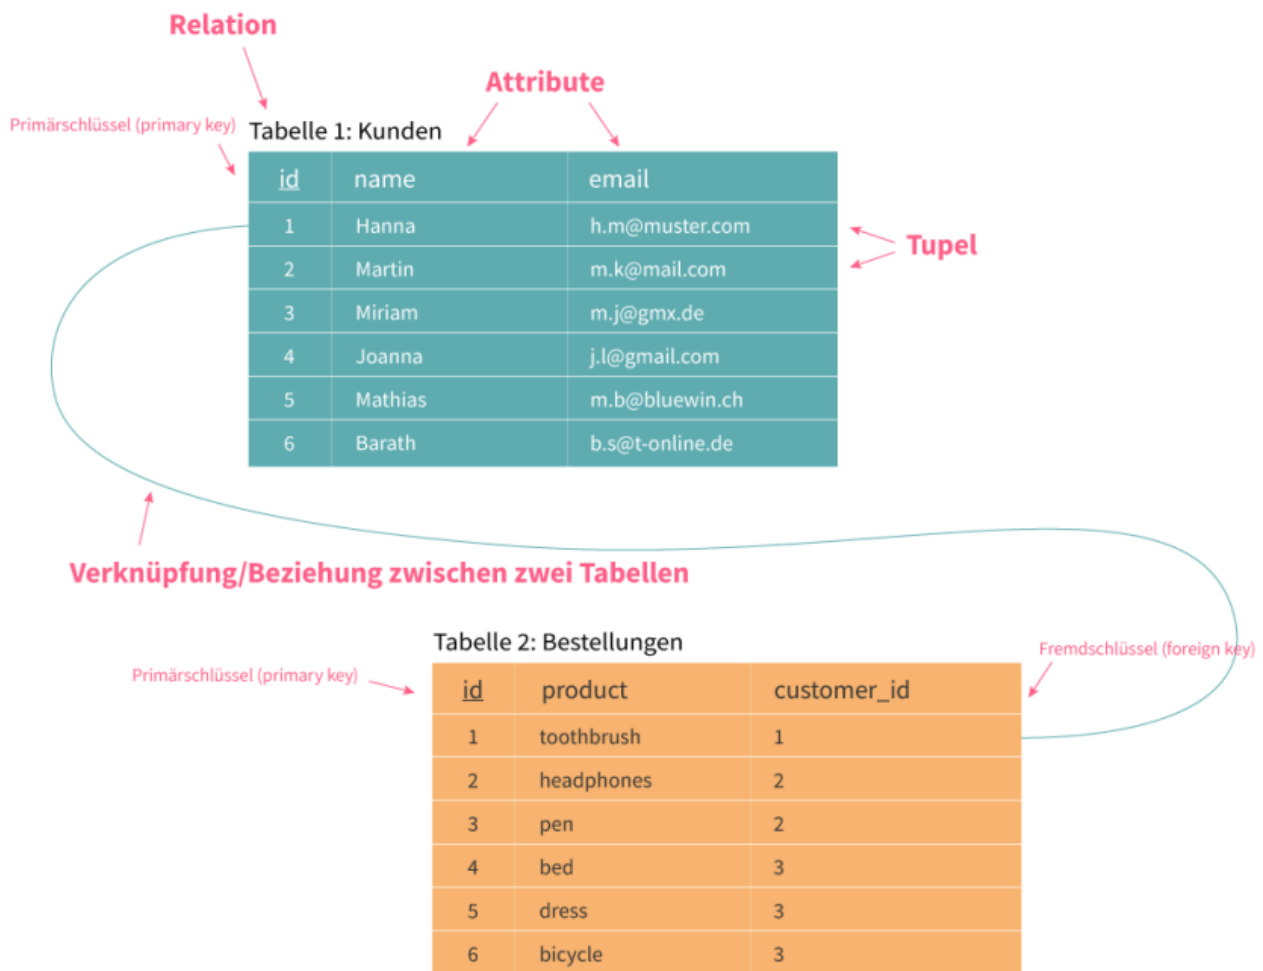 Relation
Attribute
Primärschlüssel (primary key)
Tabelle 1: Kunden
id name email
1 Hanna h.m@muster.com
2 Martin m.k@mail.com
Tupel
3 Miriam m.j@gmx.de
4 Joanna j.l@gmail.com
5 Mathias m.b@bluewin.ch
6 Barath b.s@t-online.de
Verknüpfung/Beziehung zwischen zwei Tabellen
Tabelle 2: Bestellungen
Fremdschlüssel (foreign key)
Primärschlüssel (primary key)
id product customer_id
1 toothbrush 1
2 headphones 2
3 pen 2
4 bed 3
5 dress 3
6 bicycle 3